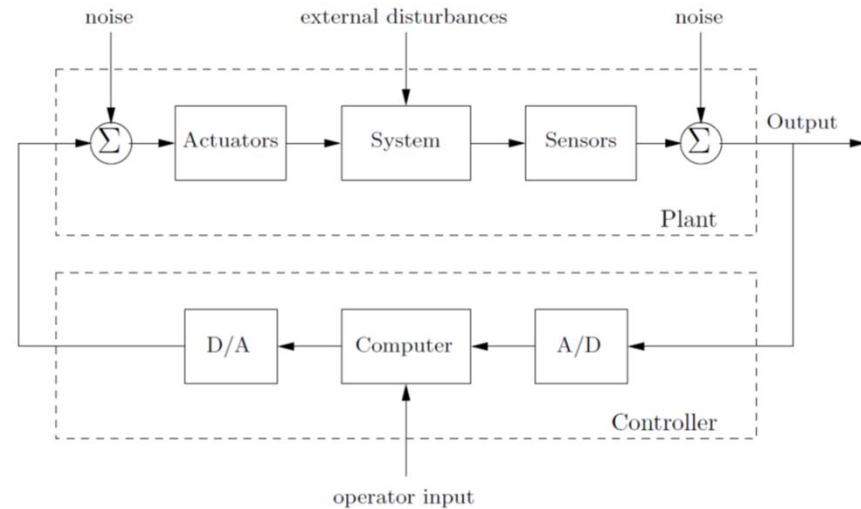 noise
external disturbances
noise
Σ
Actuators
System
Sensors
Σ
Output
Plant
D/A
Computer
A/D
Controller
operator input